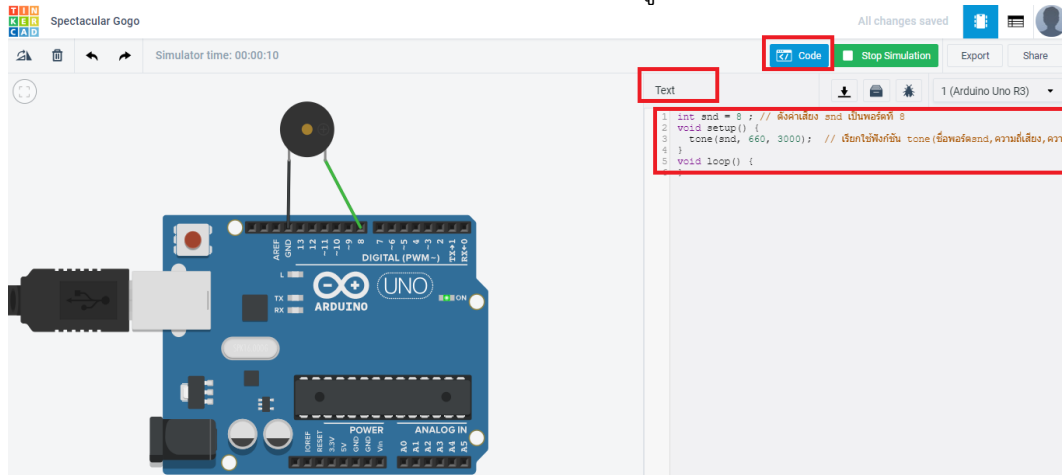 TIN
KER
CAD
Spectacular Gogo
All changes saved
Simulator time: 00:00:10
Code
Stop Simulation
Export
Share
Text
1 (Arduino Uno R3)
1 int snd = 8 ; // ตั้งค่าเสียง snd เป็นพอร์ตที่ 8
2 void setup() {
3 tone(snd, 660, 3000); // เรียกใช้ฟังก์ชัน tone(ชื่อพอร์ตsnd,ความถี่เสียง,ความ
4 }
5 void loop() {
6 }
AREF
GND
13
12
~11
~10
~9
8
7
~6
~5
4
~3
2
TX→1
RX←0
DIGITAL (PWM~)
L
TX
RX
UNO
ARDUINO
ON
POWER
ANALOG IN
IOREF
RESET
3.3V
5V
GND
GND
Vin
A0
A1
A2
A3
A4
A5